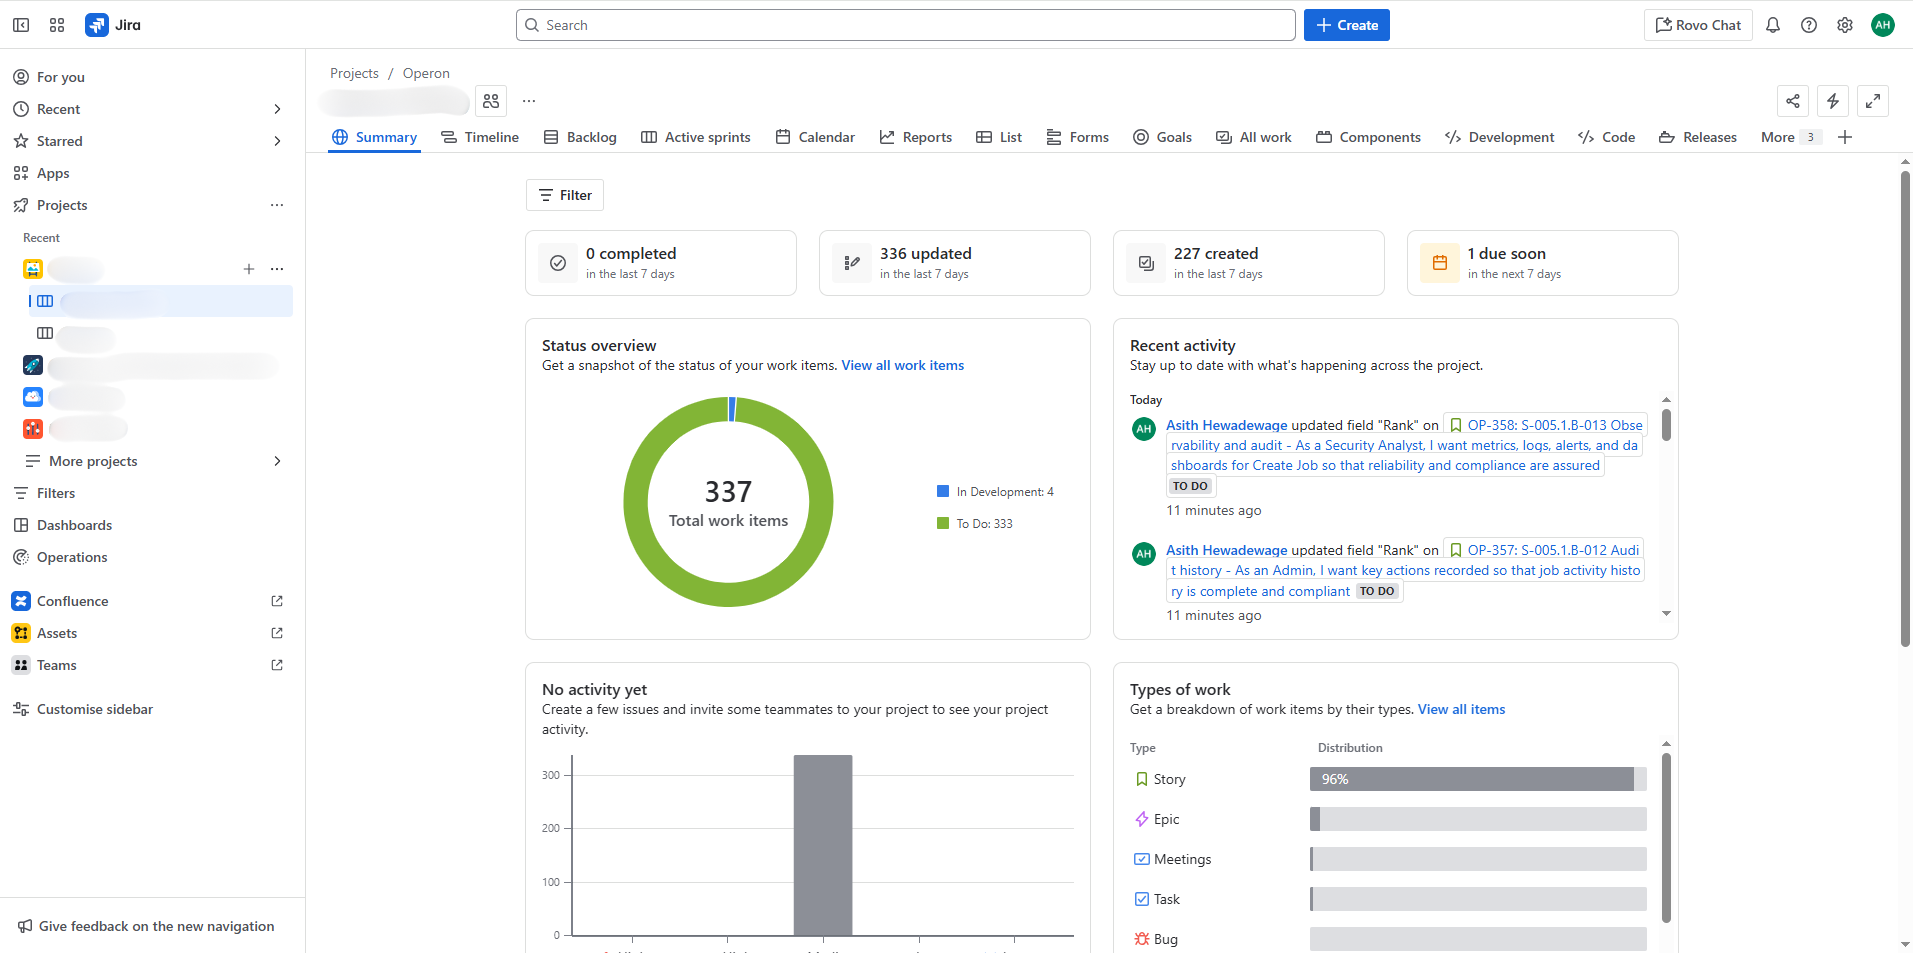 Jira
Search
Create
Rovo Chat
AH
For you
Recent
Starred
Apps
Projects
Recent
More projects
Filters
Dashboards
Operations
Confluence
Assets
Teams
Customise sidebar
Give feedback on the new navigation
Projects / Operon
Summary
Timeline
Backlog
Active sprints
Calendar
Reports
List
Forms
Goals
All work
Components
Development
Code
Releases
More 3
Filter
0 completed
in the last 7 days
336 updated
in the last 7 days
227 created
in the last 7 days
1 due soon
in the next 7 days
Status overview
Get a snapshot of the status of your work items. View all work items
337
Total work items
In Development: 4
To Do: 333
Recent activity
Stay up to date with what's happening across the project.
Today
AH
Asith Hewadewage updated field "Rank" on OP-358: S-005.1.B-013 Obse
rvability and audit - As a Security Analyst, I want metrics, logs, alerts, and da
shboards for Create Job so that reliability and compliance are assured
TO DO
11 minutes ago
AH
Asith Hewadewage updated field "Rank" on OP-357: S-005.1.B-012 Audi
t history - As an Admin, I want key actions recorded so that job activity histo
ry is complete and compliant TO DO
11 minutes ago
No activity yet
Create a few issues and invite some teammates to your project to see your project
activity.
300
200
100
0
Types of work
Get a breakdown of work items by their types. View all items
Type Distribution
Story 96%
Epic
Meetings
Task
Bug